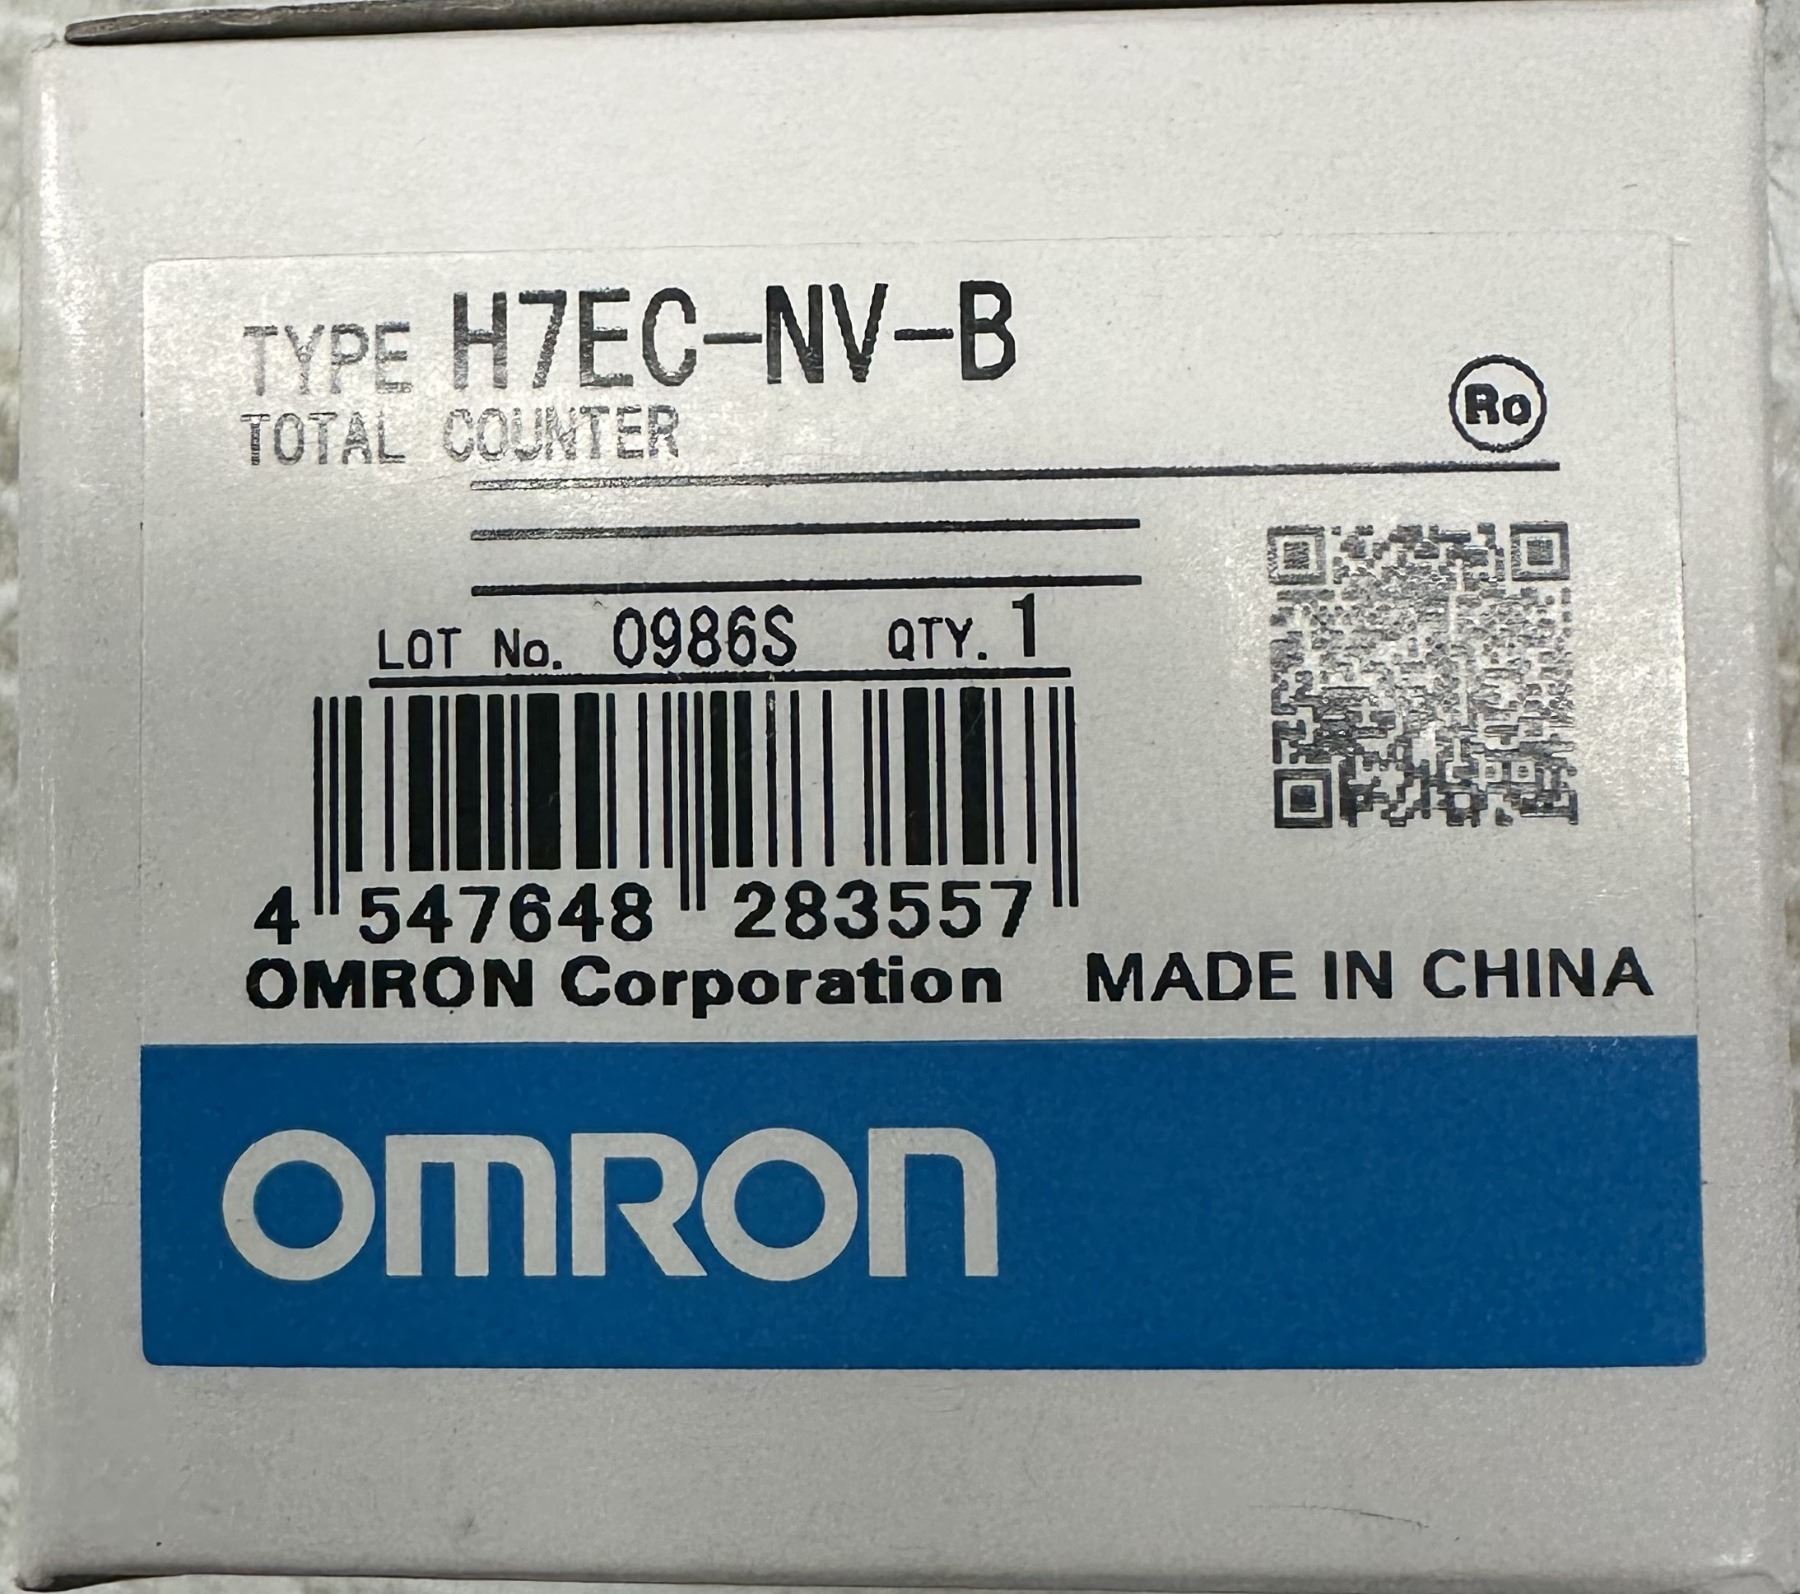 TYPE H7EC-NV-B
TOTAL COUNTER
Ro
LOT No. 0986S QTY. 1
4 547648 283557
OMRON Corporation MADE IN CHINA
OMRON